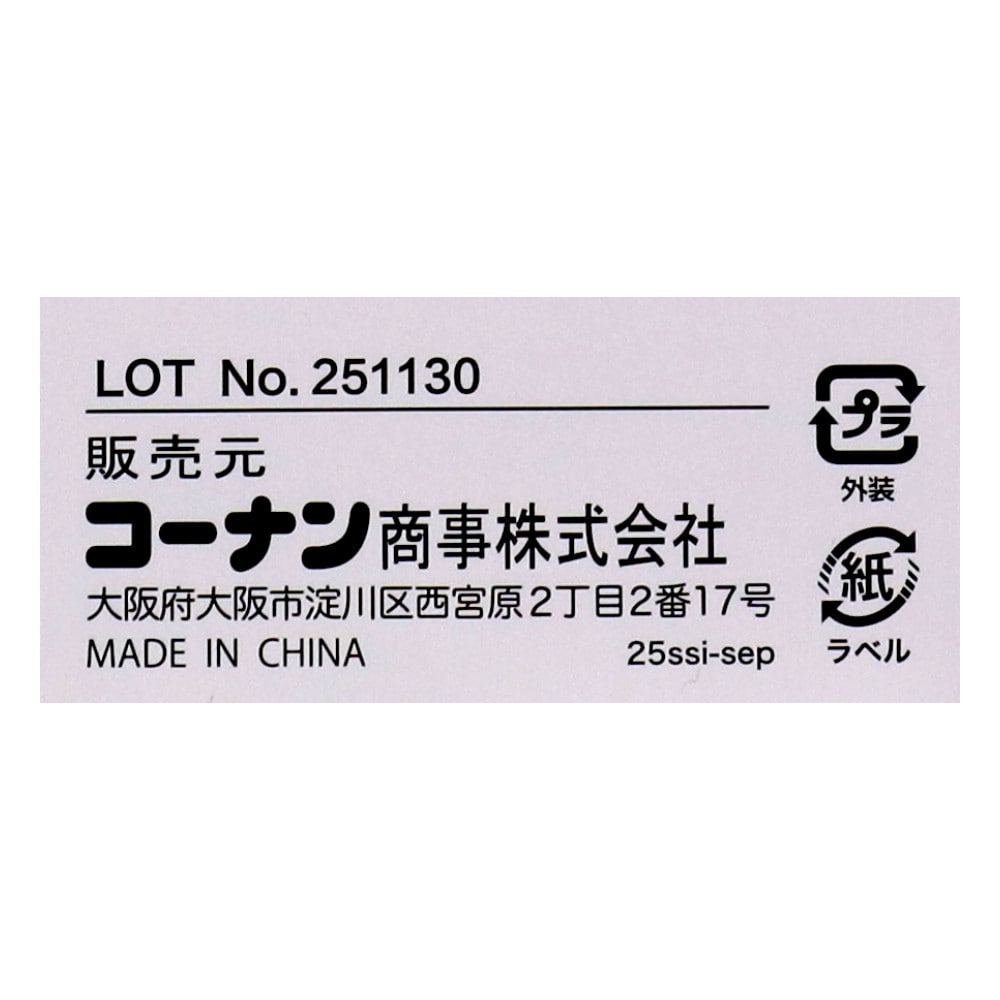 LOT No. 251130
販売元
コーナン商事株式会社
大阪府大阪市淀川区西宮原2丁目2番17号
MADE IN CHINA
25ssi-sep
プラ
外装
紙
ラベル